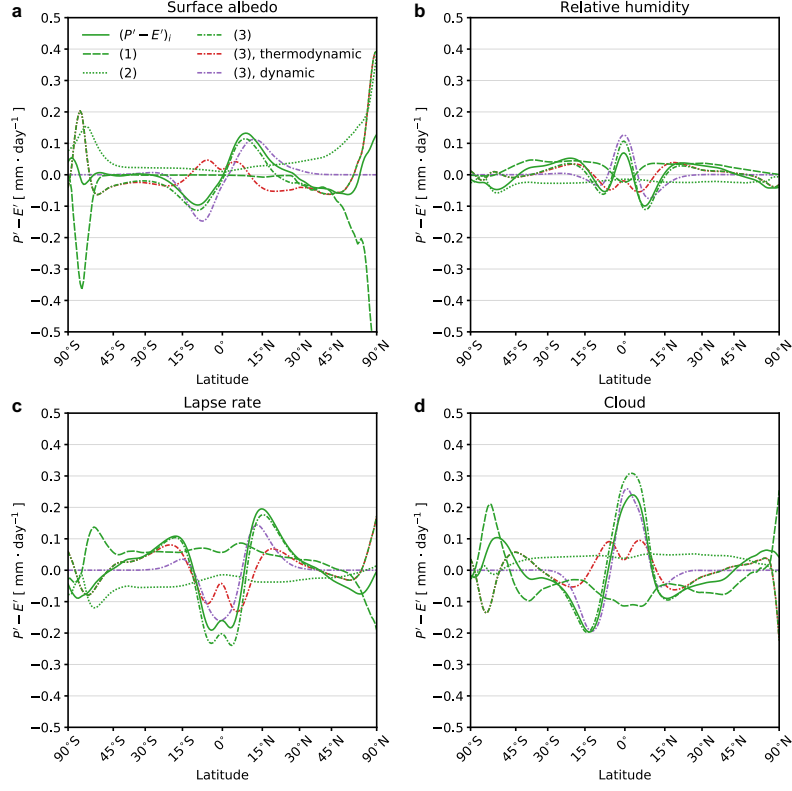 a
Surface albedo
(P′ − E′)i
(1)
(2)
(3)
(3), thermodynamic
(3), dynamic
0.5
0.4
0.3
0.2
0.1
0.0
−0.1
−0.2
−0.3
−0.4
−0.5
P′ − E′ [ mm · day−1 ]
90°S
45°S
30°S
15°S
0°
15°N
30°N
45°N
90°N
Latitude
b
Relative humidity
0.5
0.4
0.3
0.2
0.1
0.0
−0.1
−0.2
−0.3
−0.4
−0.5
P′ − E′ [ mm · day−1 ]
90°S
45°S
30°S
15°S
0°
15°N
30°N
45°N
90°N
Latitude
c
Lapse rate
0.5
0.4
0.3
0.2
0.1
0.0
−0.1
−0.2
−0.3
−0.4
−0.5
P′ − E′ [ mm · day−1 ]
90°S
45°S
30°S
15°S
0°
15°N
30°N
45°N
90°N
Latitude
d
Cloud
0.5
0.4
0.3
0.2
0.1
0.0
−0.1
−0.2
−0.3
−0.4
−0.5
P′ − E′ [ mm · day−1 ]
90°S
45°S
30°S
15°S
0°
15°N
30°N
45°N
90°N
Latitude